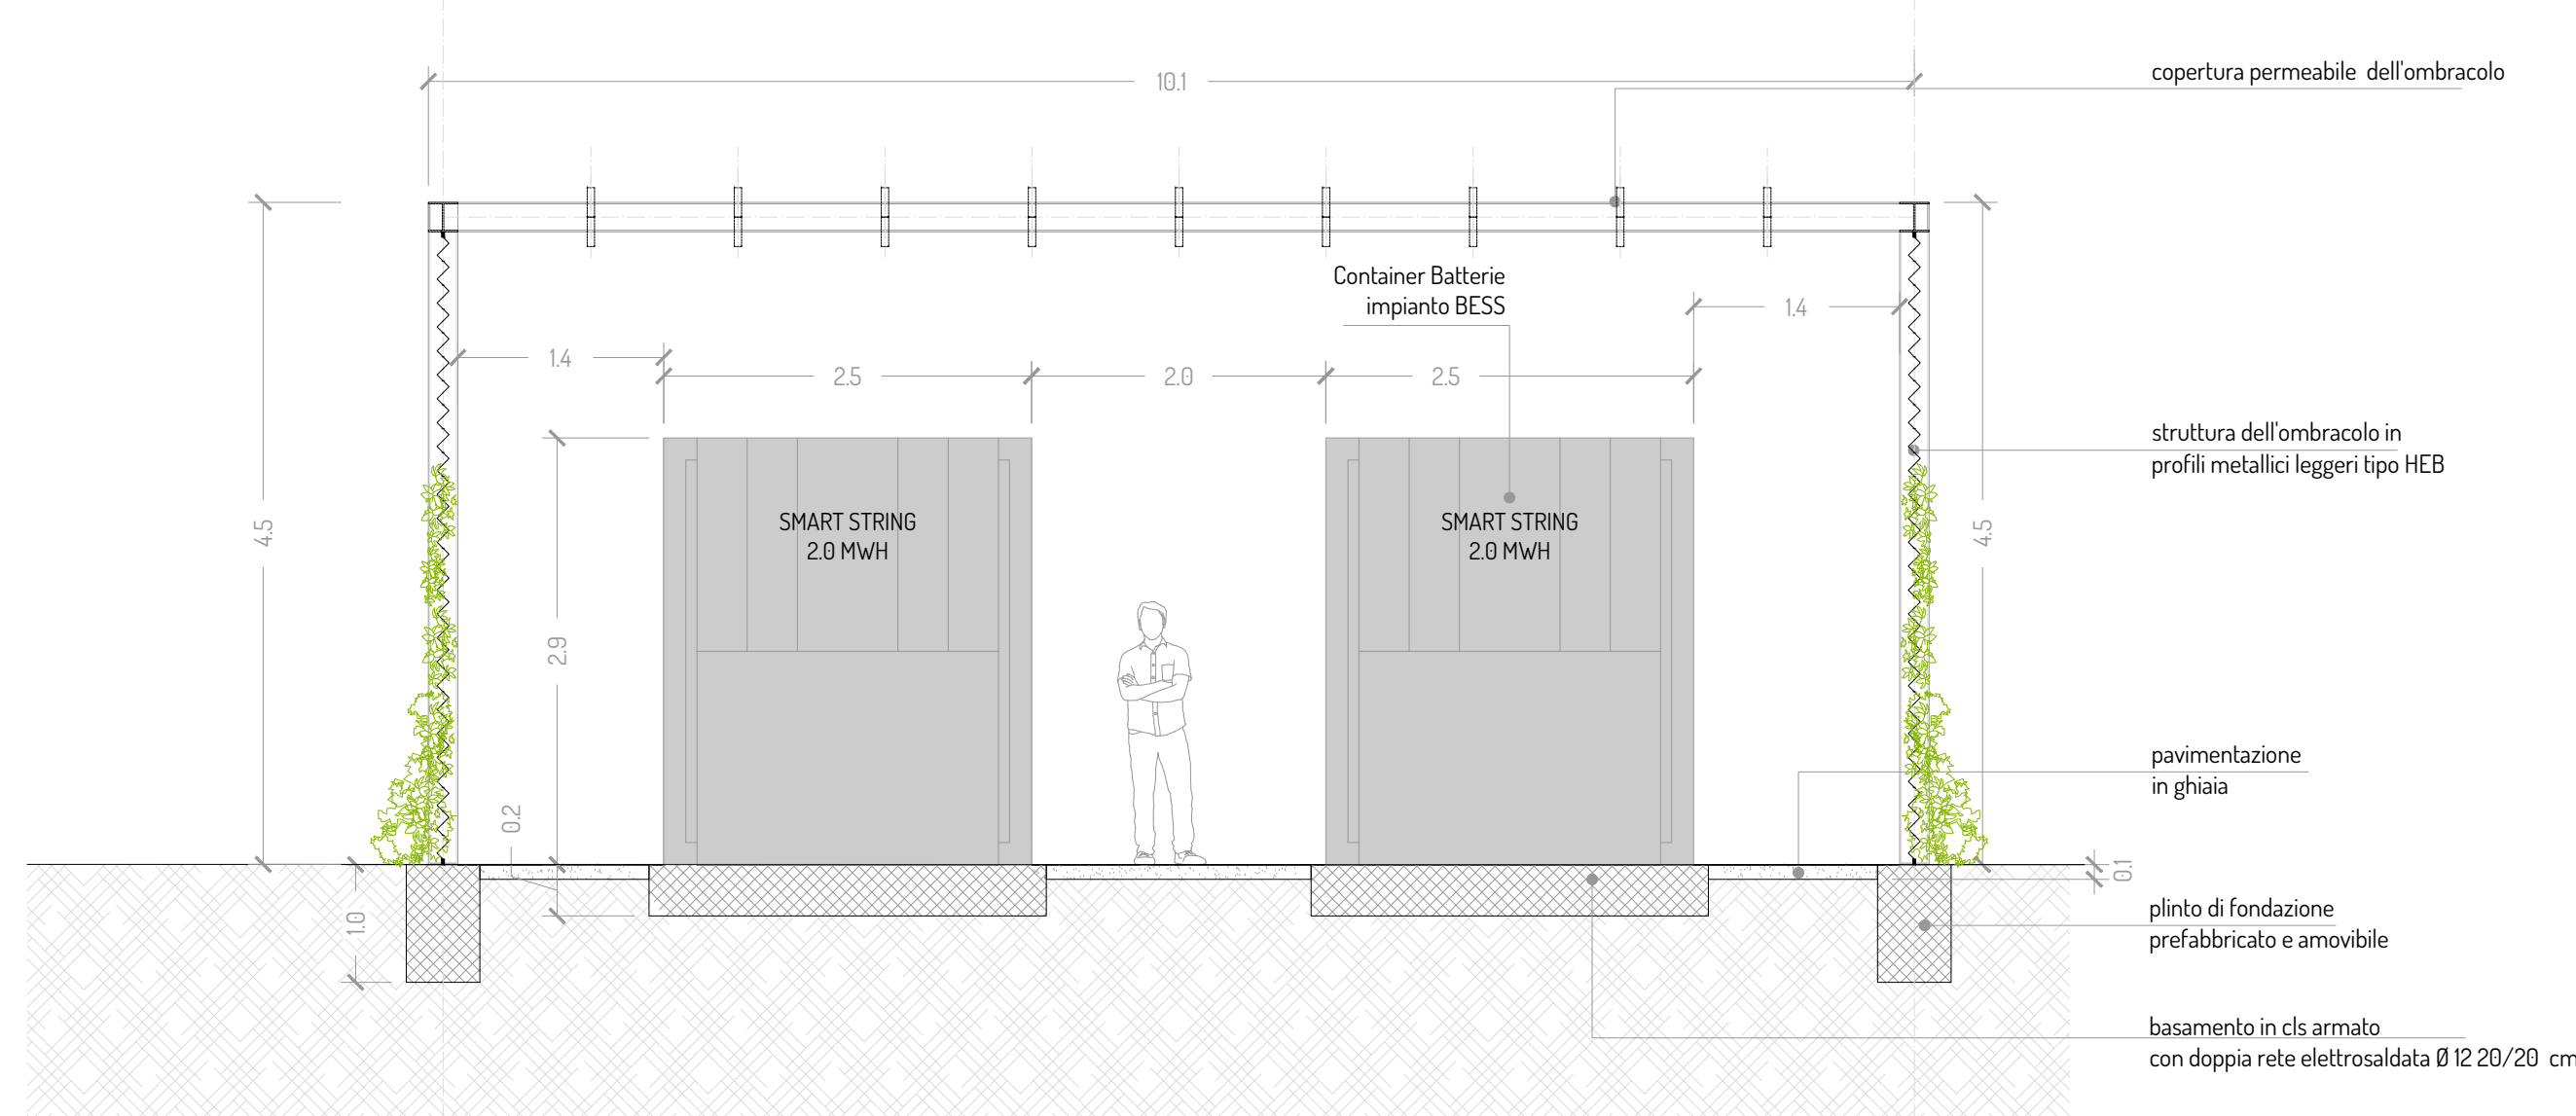 copertura permeabile dell'ombracolo
10.1
Container Batterie
impianto BESS
1.4
1.4
2.5
2.0
2.5
struttura dell'ombracolo in
profili metallici leggeri tipo HEB
SMART STRING
2.0 MWH
SMART STRING
2.0 MWH
4.5
4.5
2.9
pavimentazione
in ghiaia
0.2
0.1
1.0
plinto di fondazione
prefabbricato e amovibile
basamento in cls armato
con doppia rete elettrosaldata Ø 12 20/20 cm